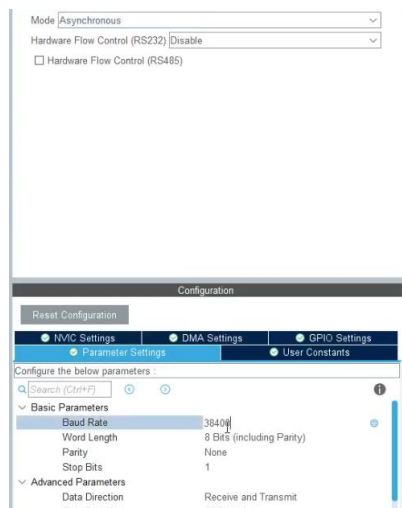 Mode Asynchronous
Hardware Flow Control (RS232) Disable
Hardware Flow Control (RS485)
Configuration
Reset Configuration
NVIC Settings DMA Settings GPIO Settings
Parameter Settings User Constants
Configure the below parameters :
Search (Ctrl+F)
Basic Parameters
Baud Rate 38400
Word Length 8 Bits (including Parity)
Parity None
Stop Bits 1
Advanced Parameters
Data Direction Receive and Transmit